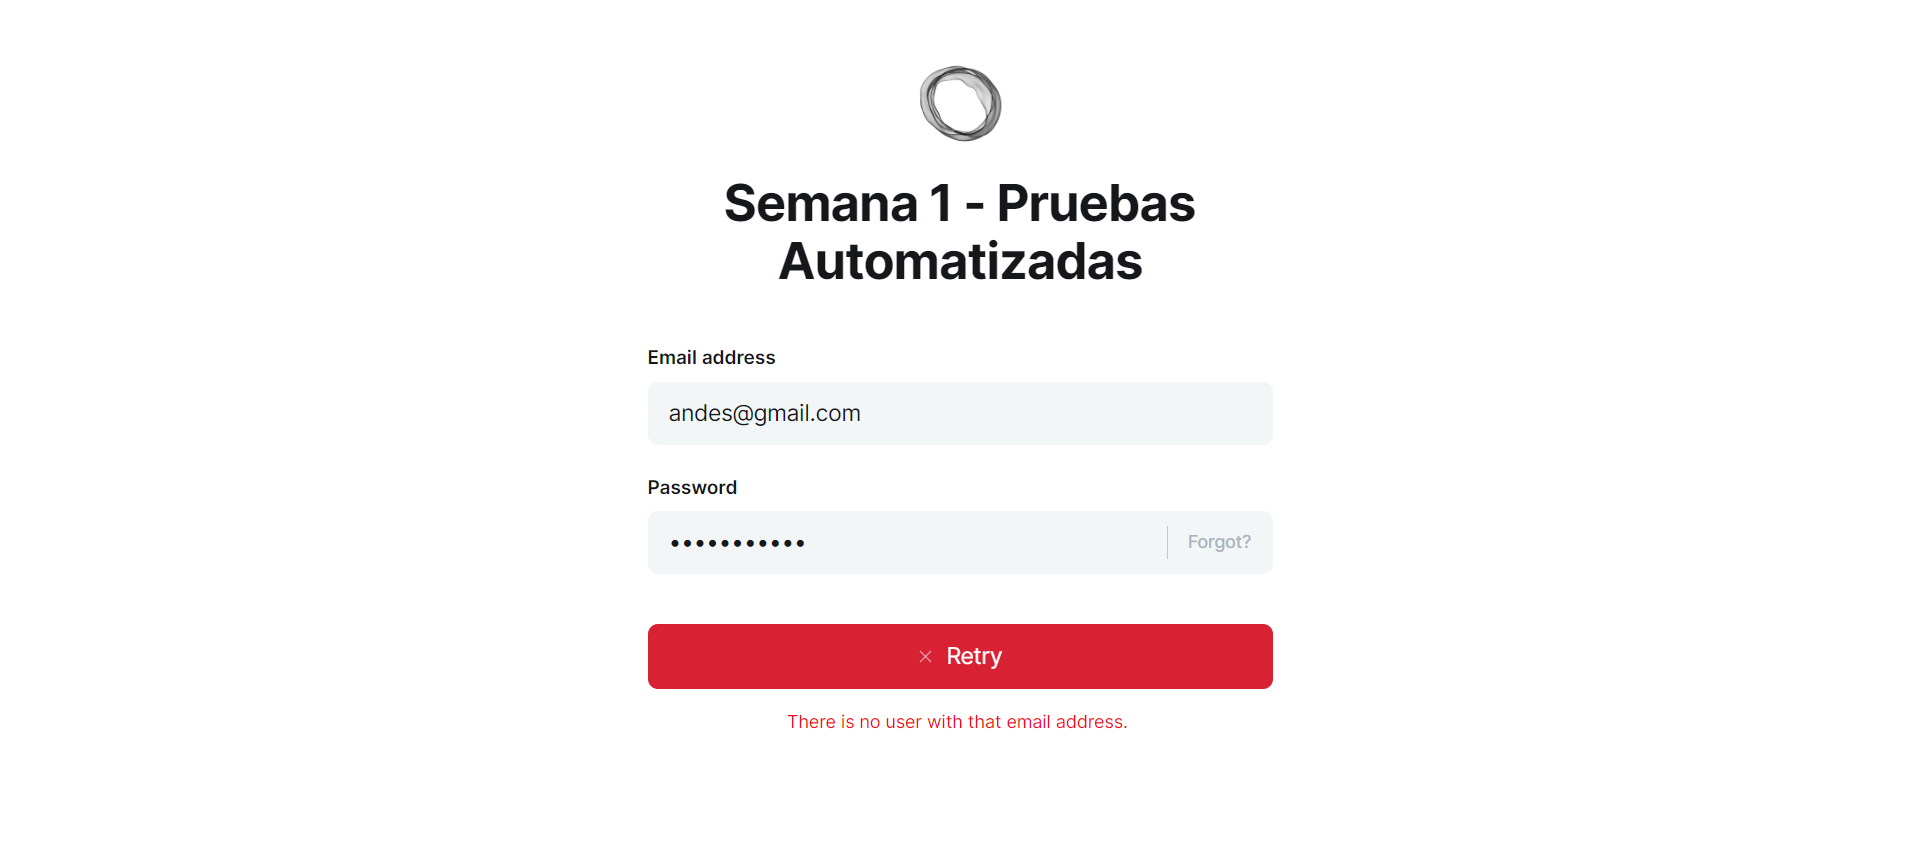 Semana 1 - Pruebas
Automatizadas
Email address
andes@gmail.com
Password
•••••••••••
Forgot?
Retry
There is no user with that email address.